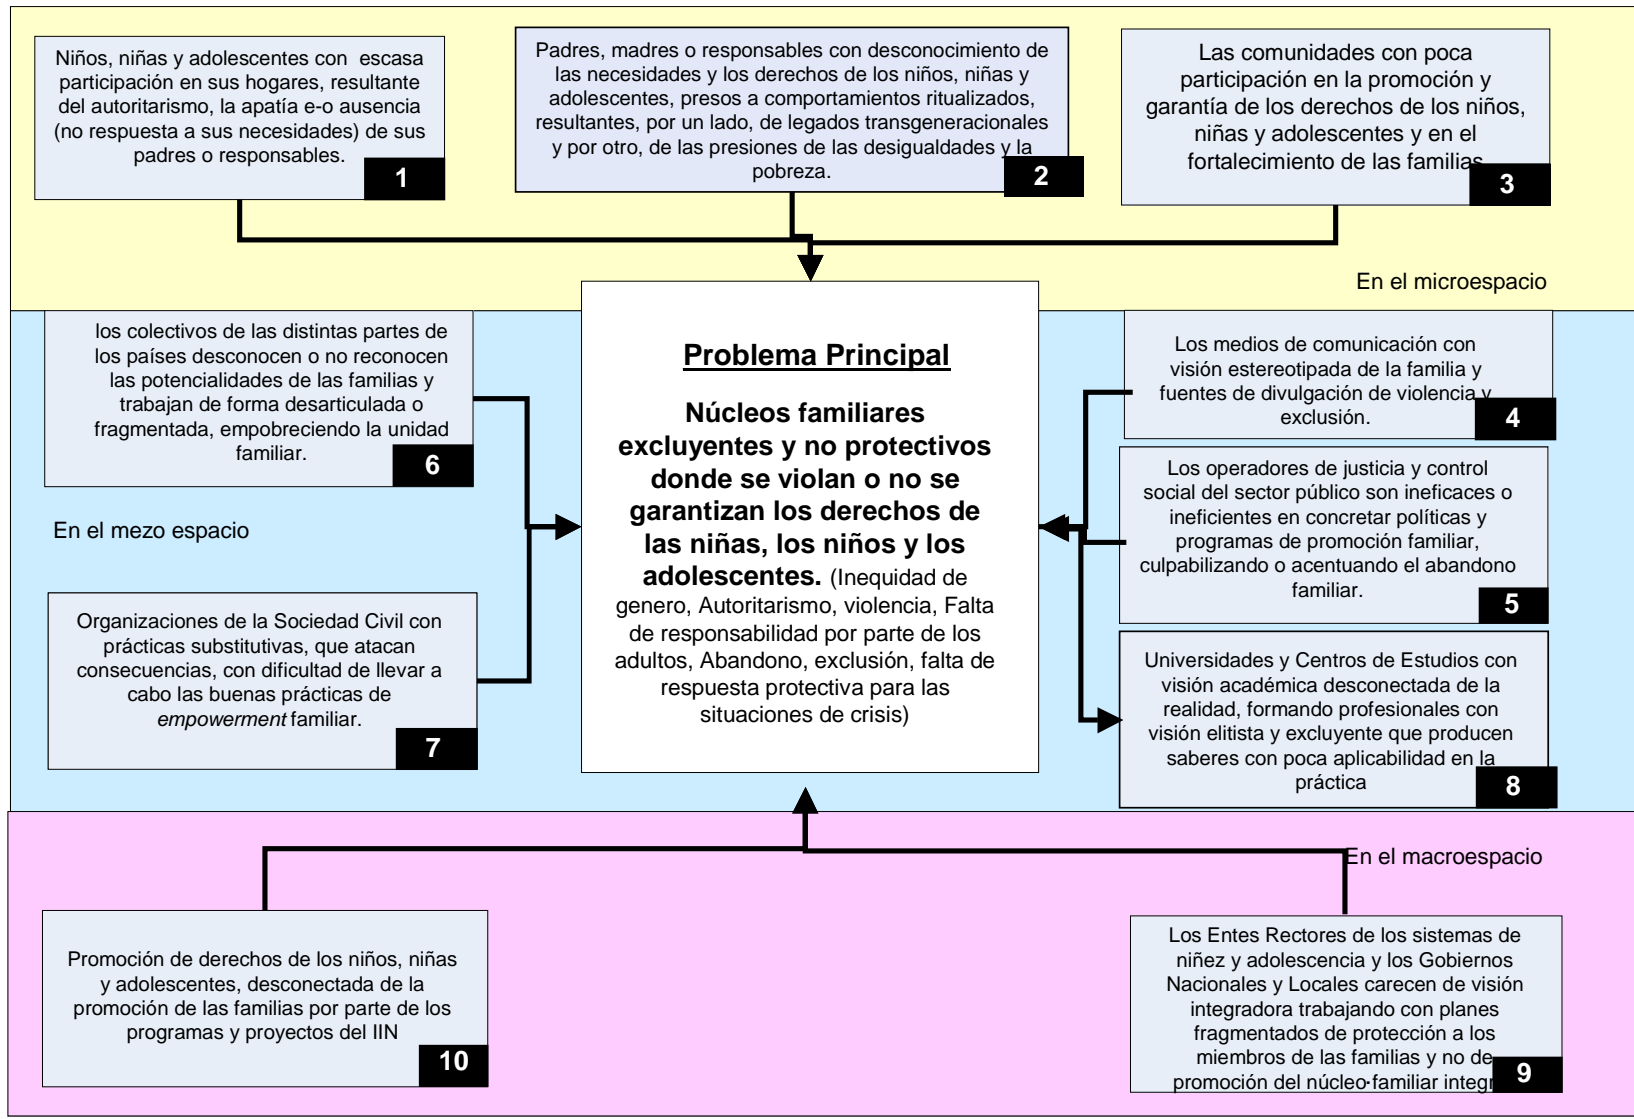 Niños, niñas y adolescentes con escasa
participación en sus hogares, resultante
del autoritarismo, la apatía e-o ausencia
(no respuesta a sus necesidades) de sus
padres o responsables.
1
Padres, madres o responsables con desconocimiento de
las necesidades y los derechos de los niños, niñas y
adolescentes, presos a comportamientos ritualizados,
resultantes, por un lado, de legados transgeneracionales
y por otro, de las presiones de las desigualdades y la
pobreza.
2
Las comunidades con poca
participación en la promoción y
garantía de los derechos de los niños,
niñas y adolescentes y en el
fortalecimiento de las familias
3
En el microespacio
los colectivos de las distintas partes de
los países desconocen o no reconocen
las potencialidades de las familias y
trabajan de forma desarticulada o
fragmentada, empobreciendo la unidad
familiar.
6
En el mezo espacio
Organizaciones de la Sociedad Civil con
prácticas substitutivas, que atacan
consecuencias, con dificultad de llevar a
cabo las buenas prácticas de
empowerment familiar.
7
Problema Principal
Núcleos familiares
excluyentes y no protectivos
donde se violan o no se
garantizan los derechos de
las niñas, los niños y los
adolescentes. (Inequidad de
genero, Autoritarismo, violencia, Falta
de responsabilidad por parte de los
adultos, Abandono, exclusión, falta de
respuesta protectiva para las
situaciones de crisis)
Los medios de comunicación con
visión estereotipada de la familia y
fuentes de divulgación de violencia y
exclusión.
4
Los operadores de justicia y control
social del sector público son ineficaces o
ineficientes en concretar políticas y
programas de promoción familiar,
culpabilizando o acentuando el abandono
familiar.
5
Universidades y Centros de Estudios con
visión académica desconectada de la
realidad, formando profesionales con
visión elitista y excluyente que producen
saberes con poca aplicabilidad en la
práctica
8
En el macroespacio
Promoción de derechos de los niños, niñas
y adolescentes, desconectada de la
promoción de las familias por parte de los
programas y proyectos del IIN
10
Los Entes Rectores de los sistemas de
niñez y adolescencia y los Gobiernos
Nacionales y Locales carecen de visión
integradora trabajando con planes
fragmentados de protección a los
miembros de las familias y no de
promoción del núcleo familiar
9